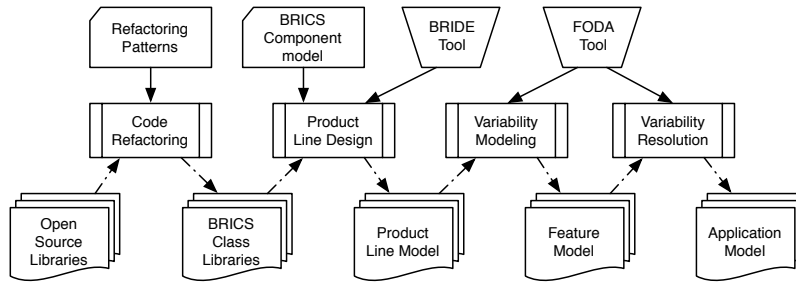 Refactoring
Patterns
BRICS
Component
model
BRIDE
Tool
FODA
Tool
Code
Refactoring
Product
Line Design
Variability
Modeling
Variability
Resolution
Open
Source
Libraries
BRICS
Class
Libraries
Product
Line Model
Feature
Model
Application
Model